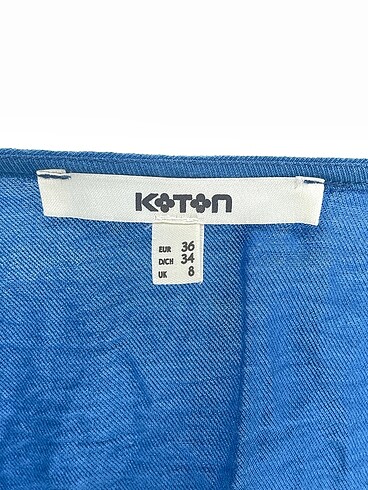 KOTON
EUR 36
D/CH 34
UK 8